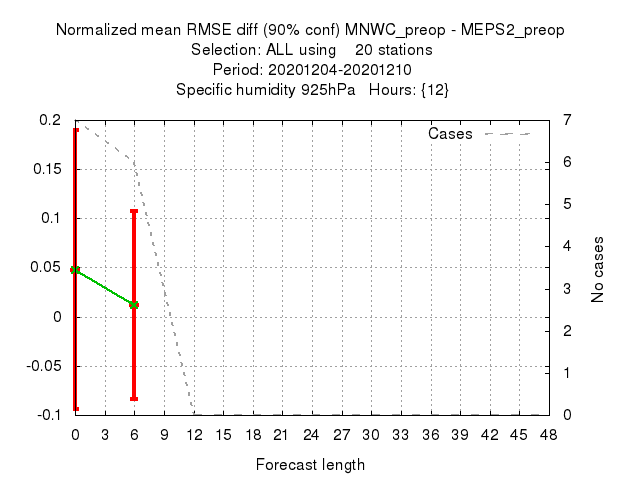 Normalized mean RMSE diff (90% conf) MNWC_preop - MEPS2_preop
Selection: ALL using 20 stations
Period: 20201204-20201210
Specific humidity 925hPa Hours: {12}
Cases
0.2
0.15
0.1
0.05
0
-0.05
-0.1
7
6
5
4
3
2
1
0
No cases
0 3 6 9 12 15 18 21 24 27 30 33 36 39 42 45 48
Forecast length